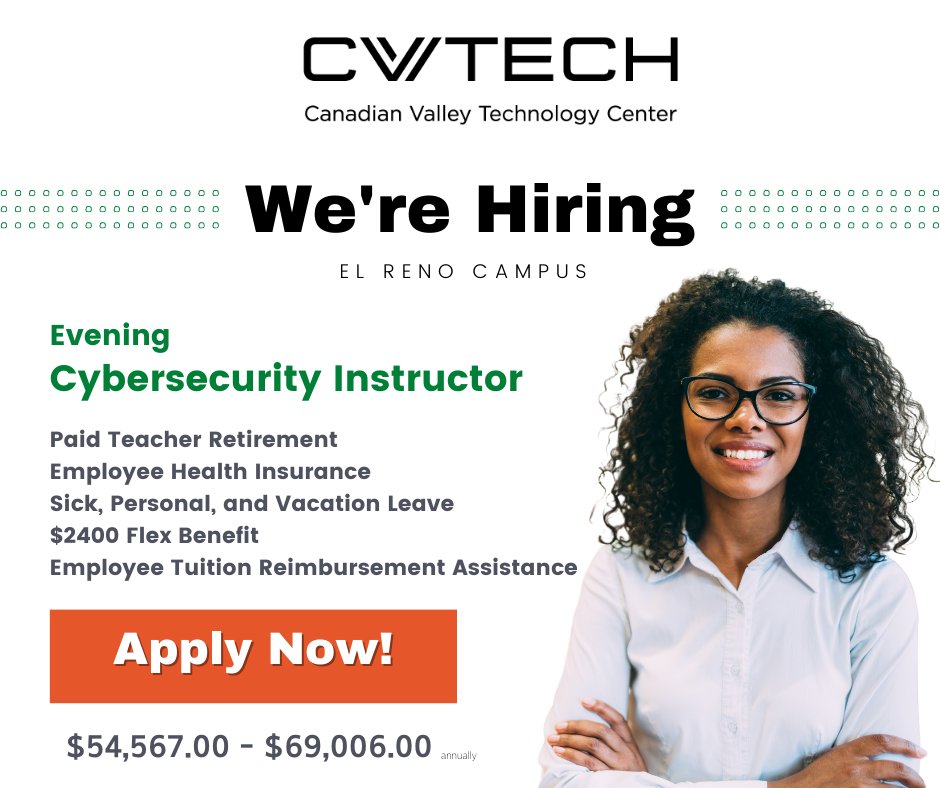 CVTECH
Canadian Valley Technology Center
We're Hiring
EL RENO CAMPUS
Evening
Cybersecurity Instructor
Paid Teacher Retirement
Employee Health Insurance
Sick, Personal, and Vacation Leave
$2400 Flex Benefit
Employee Tuition Reimbursement Assistance
Apply Now!
$54,567.00 - $69,006.00 annually